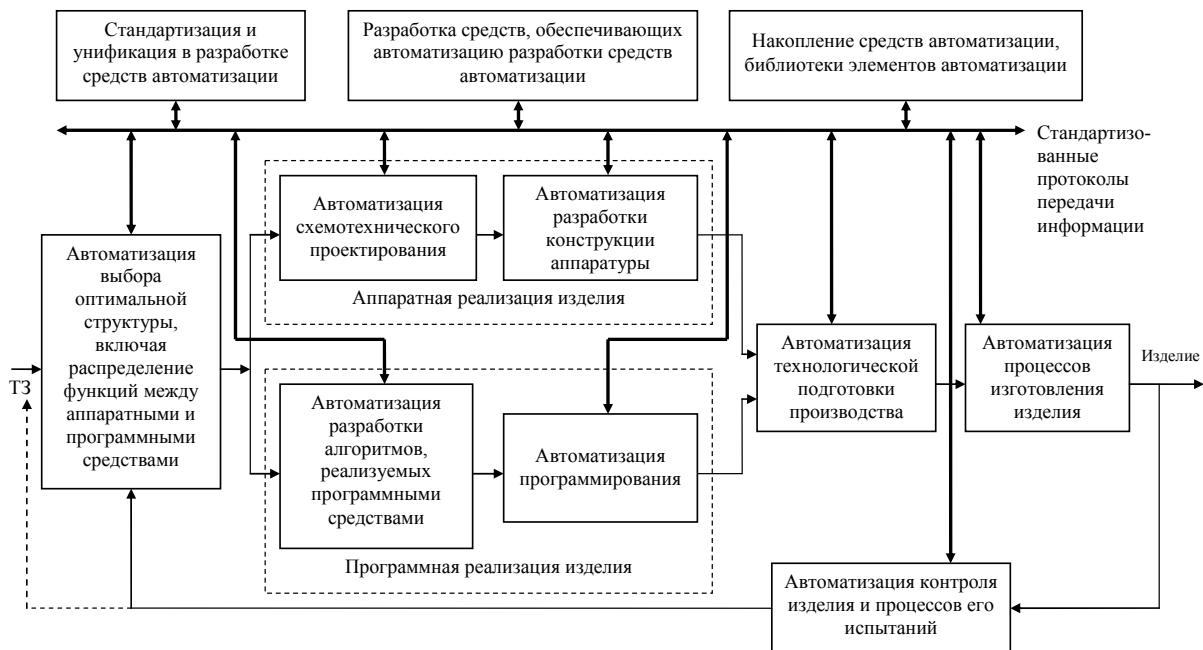 Стандартизация и
унификация в разработке
средств автоматизации
Разработка средств, обеспечивающих
автоматизацию разработки средств
автоматизации
Накопление средств автоматизации,
библиотеки элементов автоматизации
Стандартизо-
ванные
протоколы
передачи
информации
Автоматизация
схемотехнического
проектирования
Автоматизация
разработки
конструкции
аппаратуры
Аппаратная реализация изделия
ТЗ
Автоматизация
выбора
оптимальной
структуры,
включая
распределение
функций между
аппаратными и
программными
средствами
Автоматизация
разработки
алгоритмов,
реализуемых
программными
средствами
Автоматизация
программирования
Программная реализация изделия
Автоматизация
технологической
подготовки
производства
Автоматизация
процессов
изготовления
изделия
Изделие
Автоматизация контроля
изделия и процессов его
испытаний